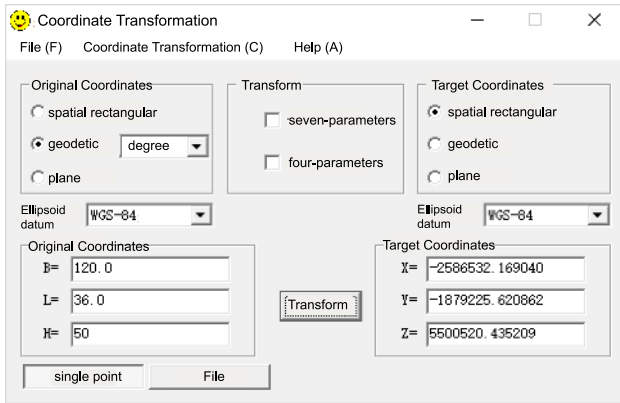 Coordinate Transformation
File (F) Coordinate Transformation (C) Help (A)
Original Coordinates
spatial rectangular
geodetic degree
plane
Transform
seven-parameters
four-parameters
Target Coordinates
spatial rectangular
geodetic
plane
Ellipsoid
datum
WGS-84
Ellipsoid
datum
WGS-84
Original Coordinates
B= 120.0
L= 36.0
H= 50
Transform
Target Coordinates
X= -2586532.169040
Y= -1879225.620862
Z= 5500520.435209
single point File